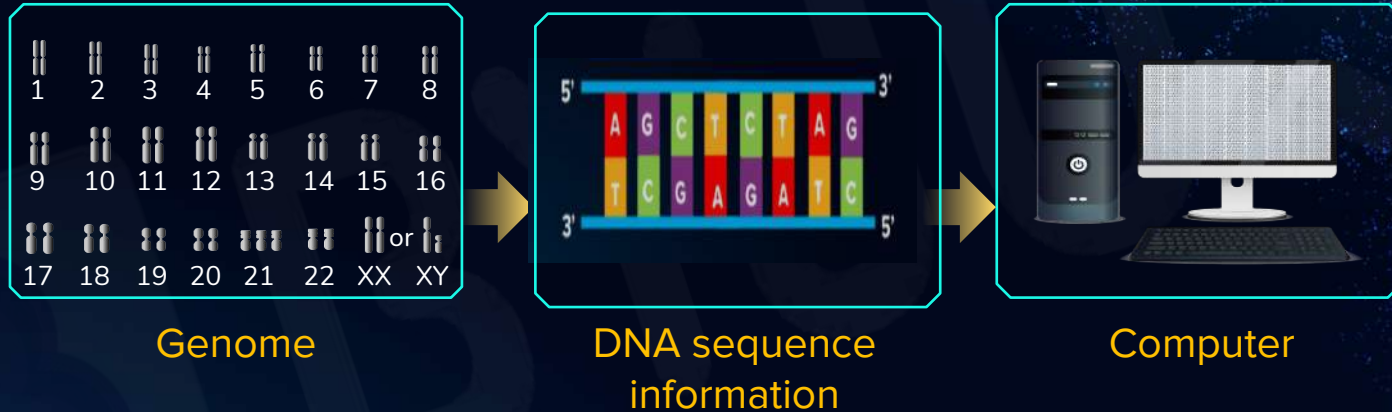 1 2 3 4 5 6 7 8
9 10 11 12 13 14 15 16
or
17 18 19 20 21 22 XX XY
5' 3'
A G C T C T A G
T C G A G A T C
3' 5'
Genome
DNA sequence
information
Computer